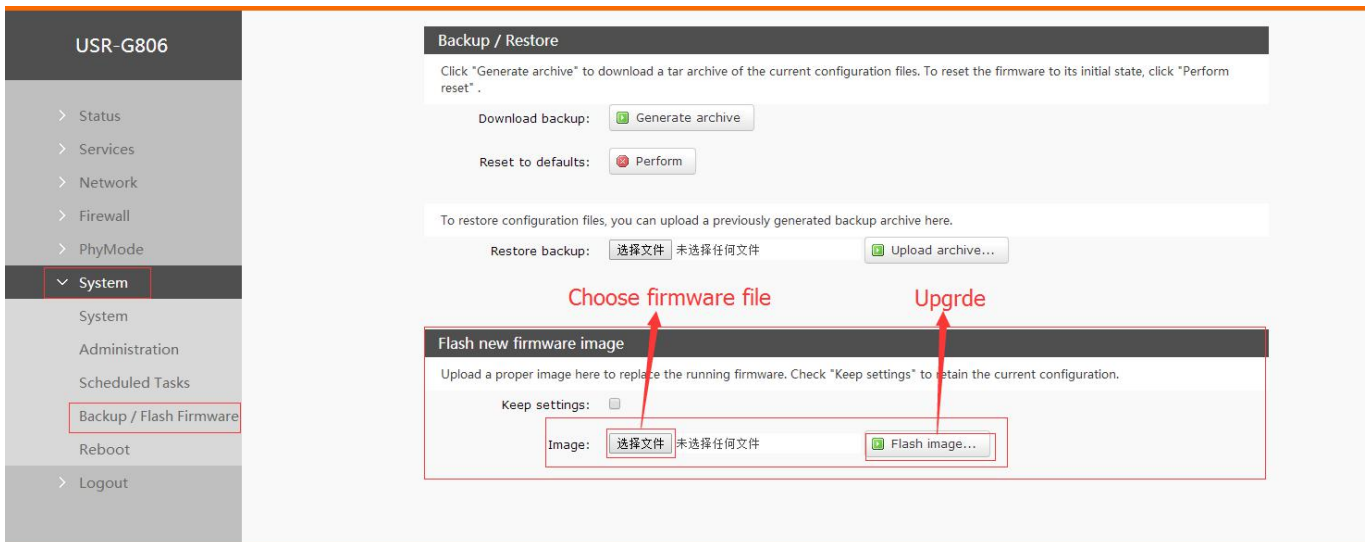 USR-G806
Status
Services
Network
Firewall
PhyMode
System
System
Administration
Scheduled Tasks
Backup / Flash Firmware
Reboot
Logout
Backup / Restore
Click "Generate archive" to download a tar archive of the current configuration files. To reset the firmware to its initial state, click "Perform
reset" .
Download backup: Generate archive
Reset to defaults: Perform
To restore configuration files, you can upload a previously generated backup archive here.
Restore backup: 选择文件 未选择任何文件 Upload archive...
Choose firmware file Upgrde
Flash new firmware image
Upload a proper image here to replace the running firmware. Check "Keep settings" to retain the current configuration.
Keep settings:
Image: 选择文件 未选择任何文件 Flash image...